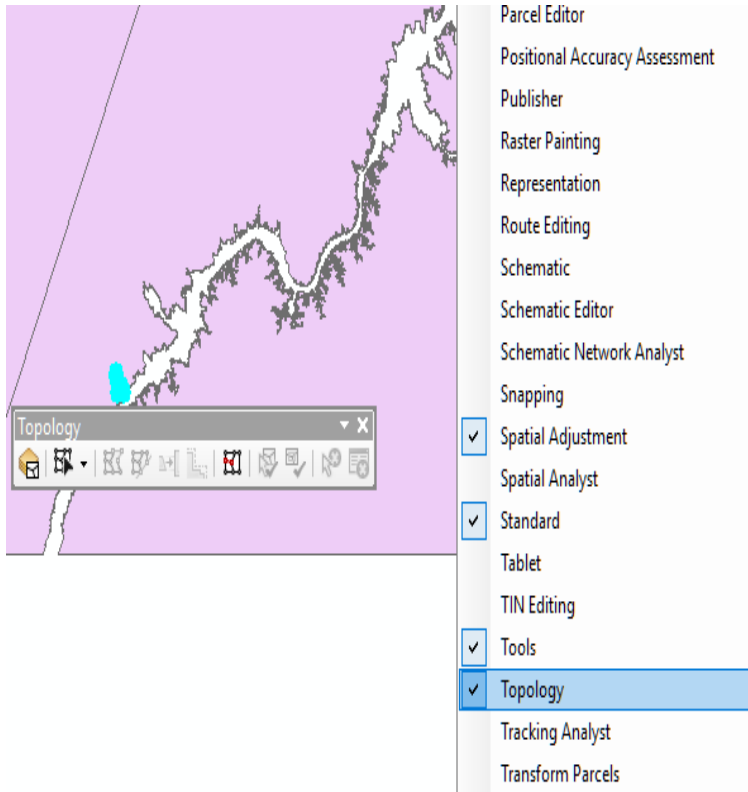 Topology
Parcel Editor
Positional Accuracy Assessment
Publisher
Raster Painting
Representation
Route Editing
Schematic
Schematic Editor
Schematic Network Analyst
Snapping
Spatial Adjustment
Spatial Analyst
Standard
Tablet
TIN Editing
Tools
Topology
Tracking Analyst
Transform Parcels